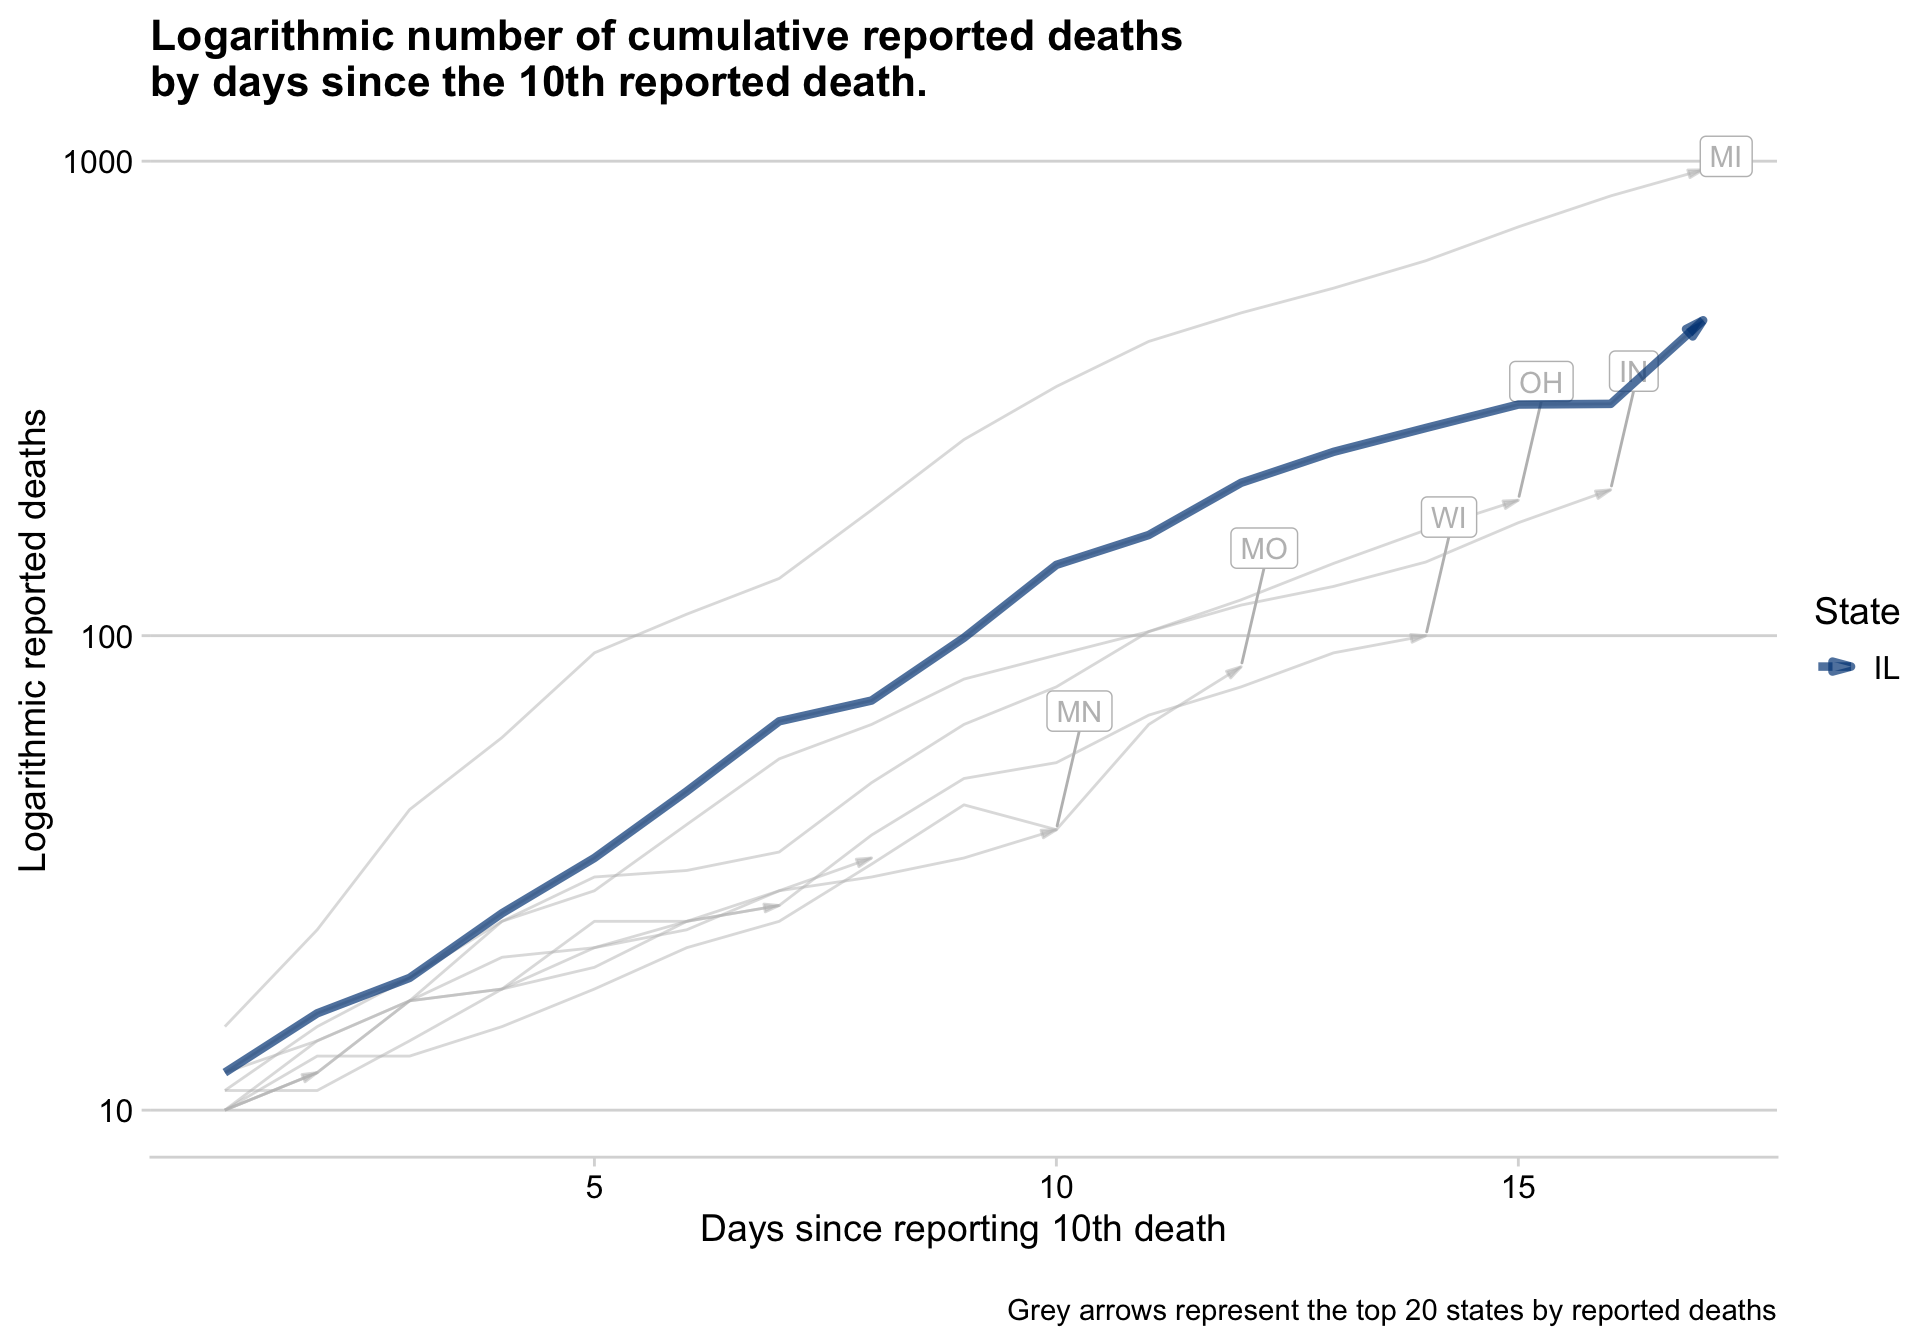 Logarithmic number of cumulative reported deaths
by days since the 10th reported death.
1000
100
10
Logarithmic reported deaths
MI
OH
IN
WI
MO
MN
State
IL
5
10
15
Days since reporting 10th death
Grey arrows represent the top 20 states by reported deaths